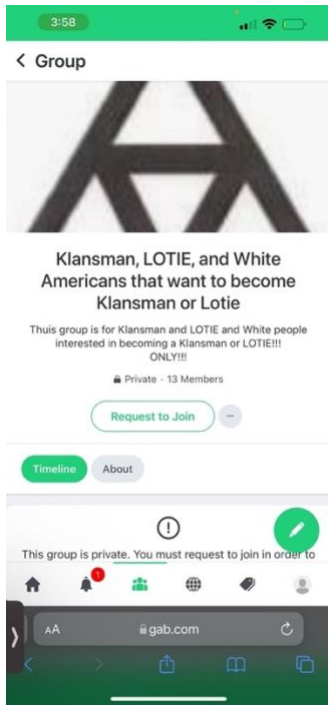 3:58
Group
Klansman, LOTIE, and White
Americans that want to become
Klansman or Lotie
Thuis group is for Klansman and LOTIE and White people
interested in becoming a Klansman or LOTIE!!!
ONLY!!!
Private · 13 Members
Request to Join
Timeline
About
This group is private. You must request to join in order to
1
AA
gab.com